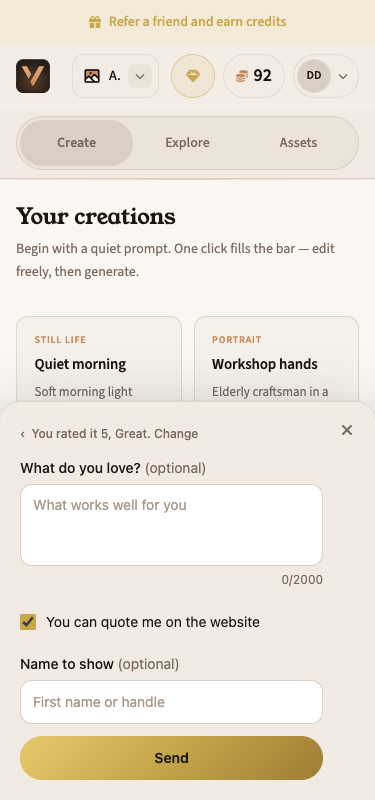 Refer a friend and earn credits
A.
92
DD
Create
Explore
Assets
Your creations
Begin with a quiet prompt. One click fills the bar — edit
freely, then generate.
STILL LIFE
Quiet morning
Soft morning light
PORTRAIT
Workshop hands
Elderly craftsman in a
‹ You rated it 5, Great. Change
What do you love? (optional)
What works well for you
0/2000
You can quote me on the website
Name to show (optional)
First name or handle
Send